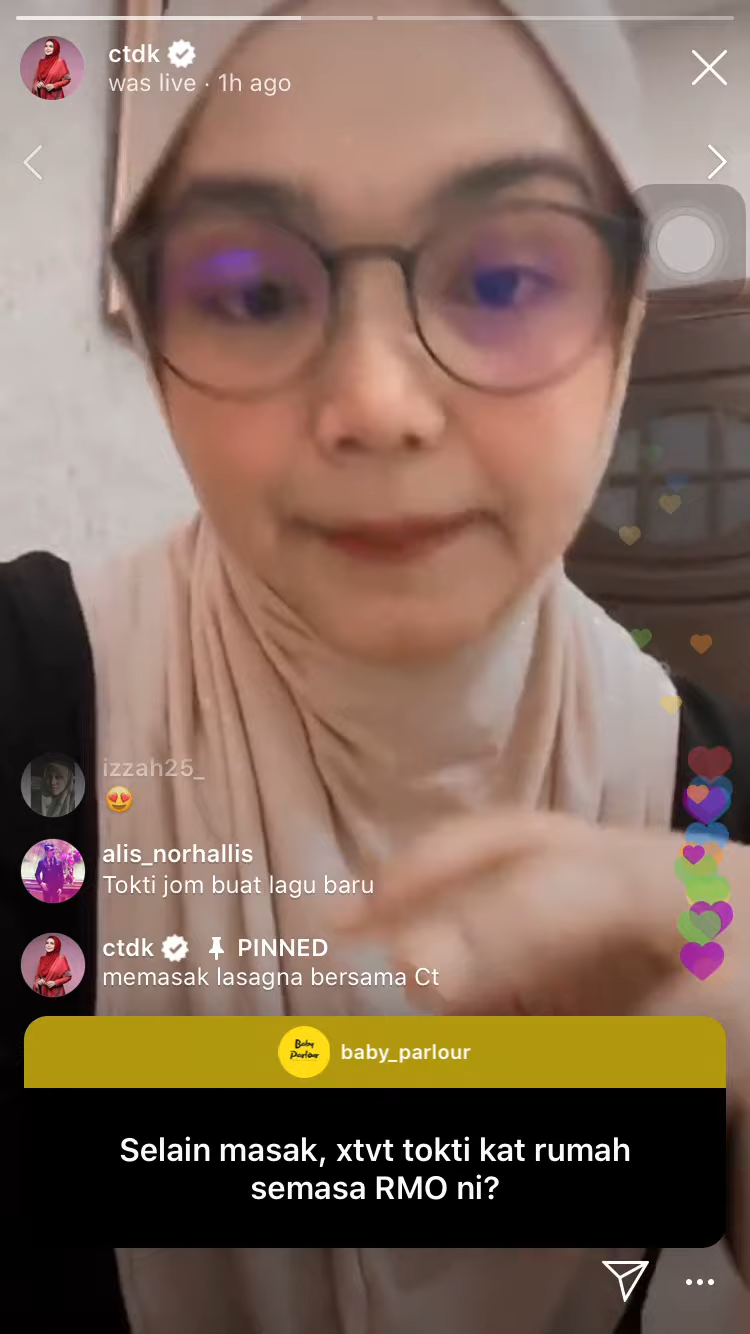 ctdk
was live · 1h ago
izzah25_
😍
alis_norhallis
Tokti jom buat lagu baru
ctdk PINNED
memasak lasagna bersama Ct
Baby
Parlour
baby_parlour
Selain masak, xtvt tokti kat rumah
semasa RMO ni?